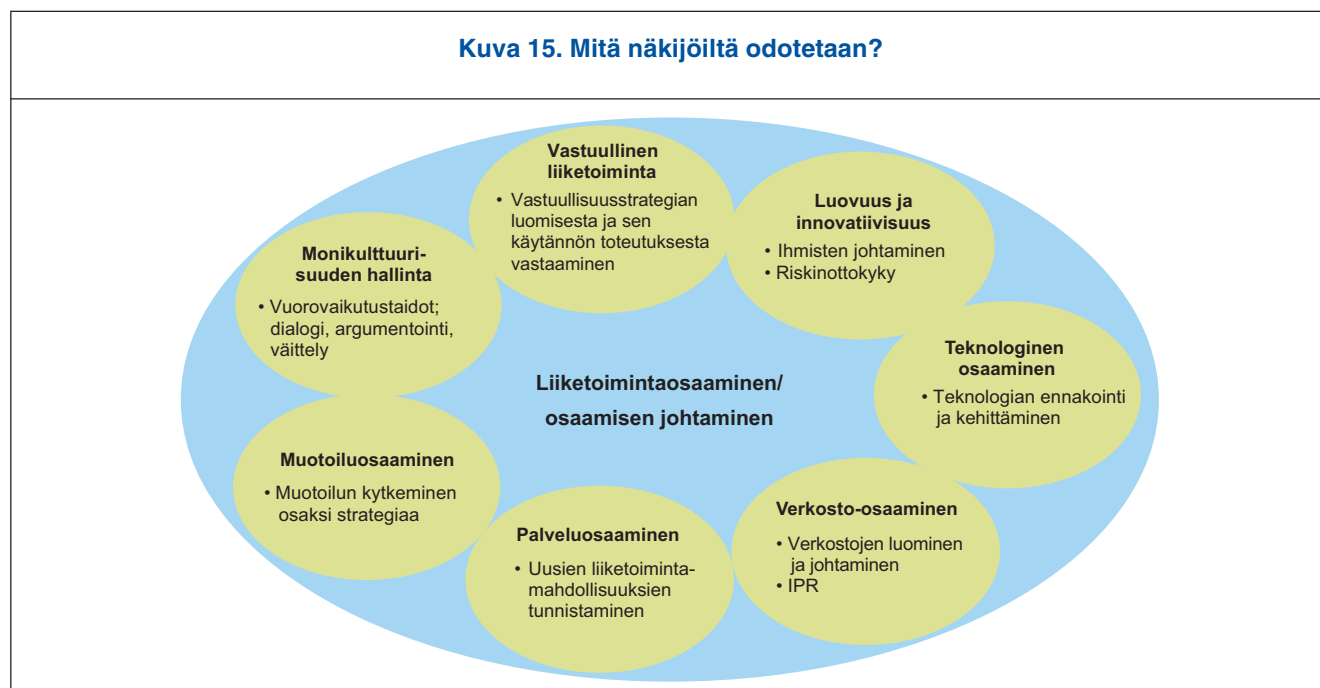 Kuva 15. Mitä näkijöiltä odotetaan?
Vastuullinen
liiketoiminta
• Vastuullisuusstrategian
luomisesta ja sen
käytännön toteutuksesta
vastaaminen
Luovuus ja
innovatiivisuus
• Ihmisten johtaminen
• Riskinottokyky
Monikulttuuri-
suuden hallinta
• Vuorovaikutustaidot;
dialogi, argumentointi,
väittely
Teknologinen
osaaminen
• Teknologian ennakointi
ja kehittäminen
Liiketoimintaosaaminen/
osaamisen johtaminen
Muotoiluosaaminen
• Muotoilun kytkeminen
osaksi strategiaa
Palveluosaaminen
• Uusien liiketoiminta-
mahdollisuuksien
tunnistaminen
Verkosto-osaaminen
• Verkostojen luominen
ja johtaminen
• IPR